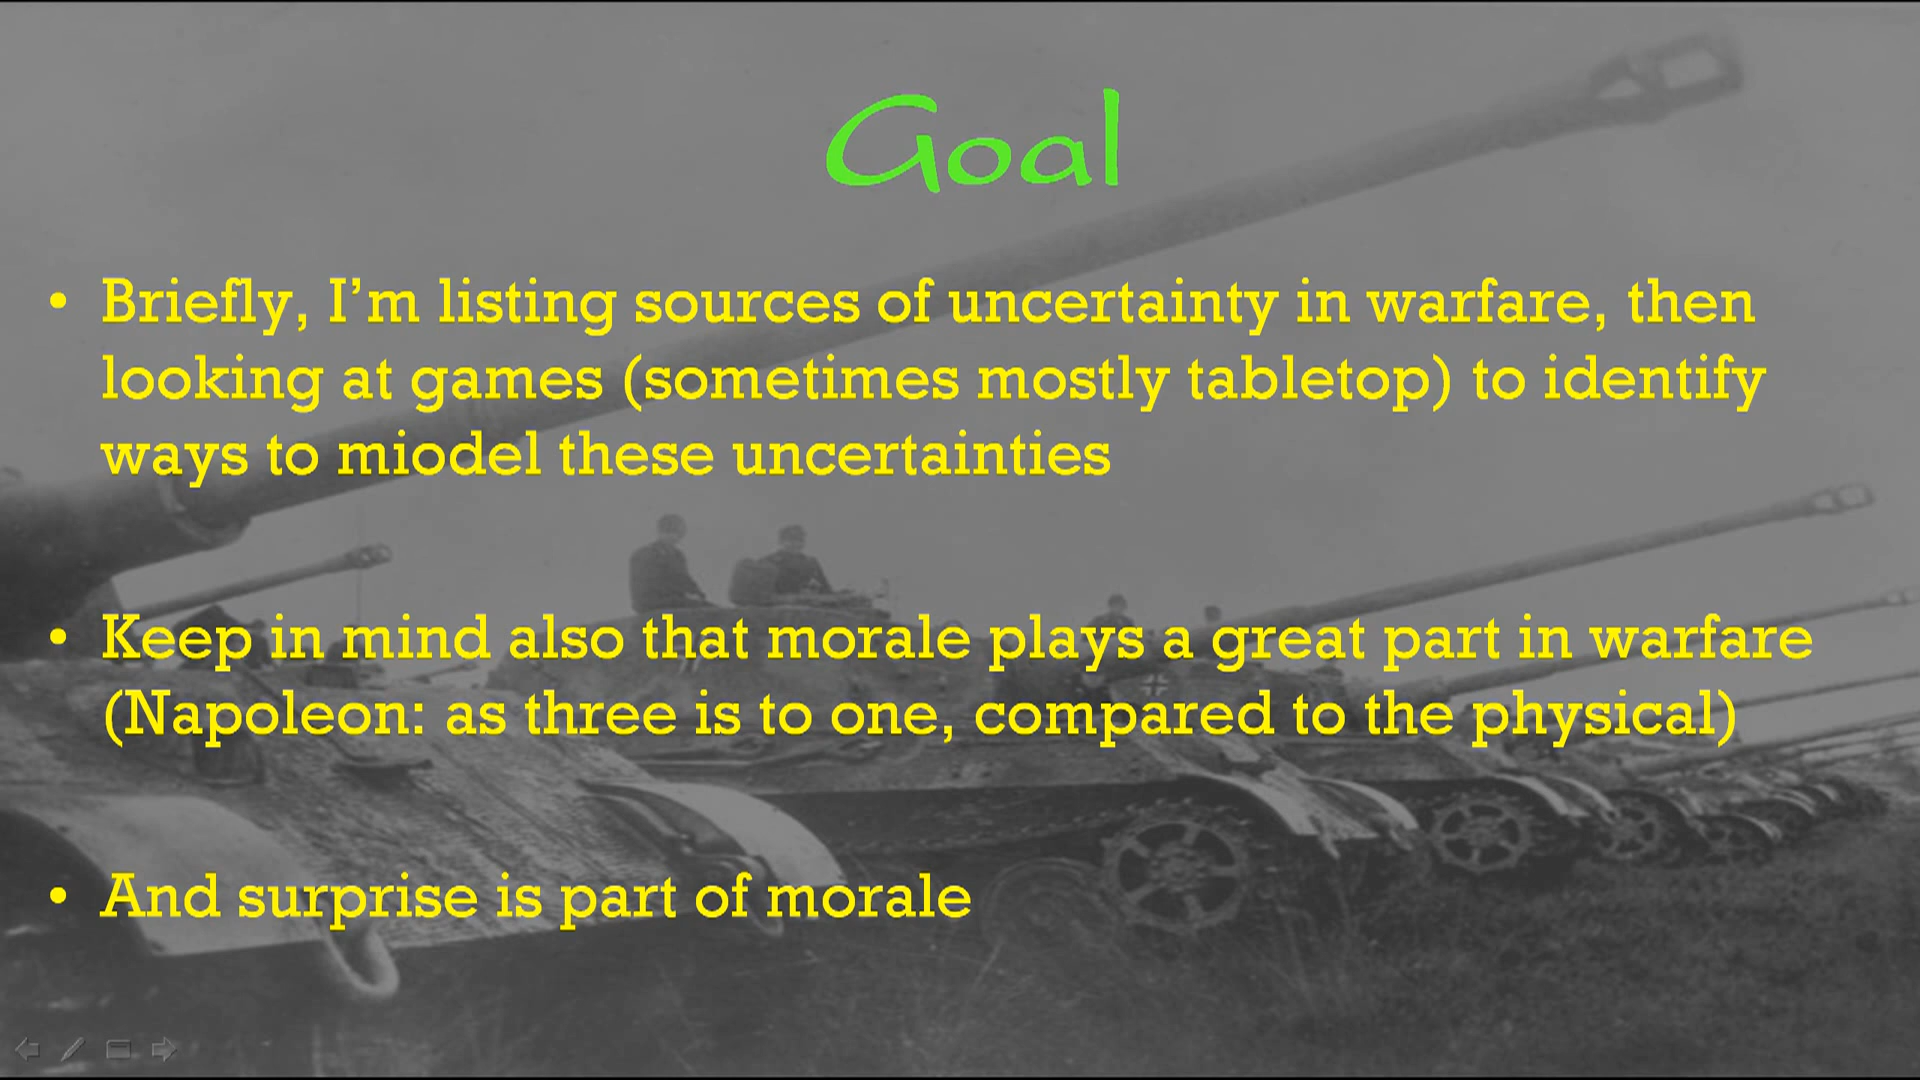 Goal
• Briefly, I’m listing sources of uncertainty in warfare, then
looking at games (sometimes mostly tabletop) to identify
ways to miodel these uncertainties
• Keep in mind also that morale plays a great part in warfare
(Napoleon: as three is to one, compared to the physical)
• And surprise is part of morale